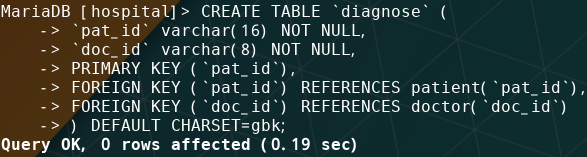 MariaDB [hospital]> CREATE TABLE `diagnose` (
    -> `pat_id` varchar(16) NOT NULL,
    -> `doc_id` varchar(8) NOT NULL,
    -> PRIMARY KEY (`pat_id`),
    -> FOREIGN KEY (`pat_id`) REFERENCES patient(`pat_id`),
    -> FOREIGN KEY (`doc_id`) REFERENCES doctor(`doc_id`)
    -> ) DEFAULT CHARSET=gbk;
Query OK, 0 rows affected (0.19 sec)